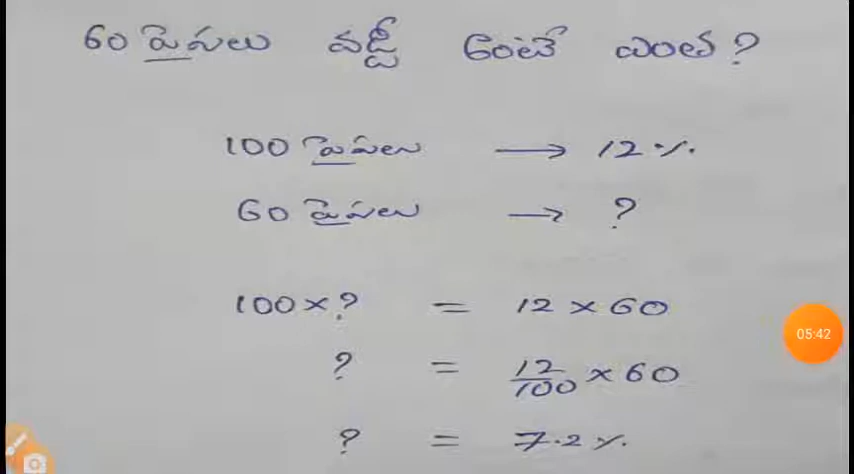 60 పైసలు వడ్డీ అంటే ఎంత?
100 పైసలు → 12%
60 పైసలు → ?
100 × ? = 12 × 60
? = 12/100 × 60
? = 7.2%
05:42